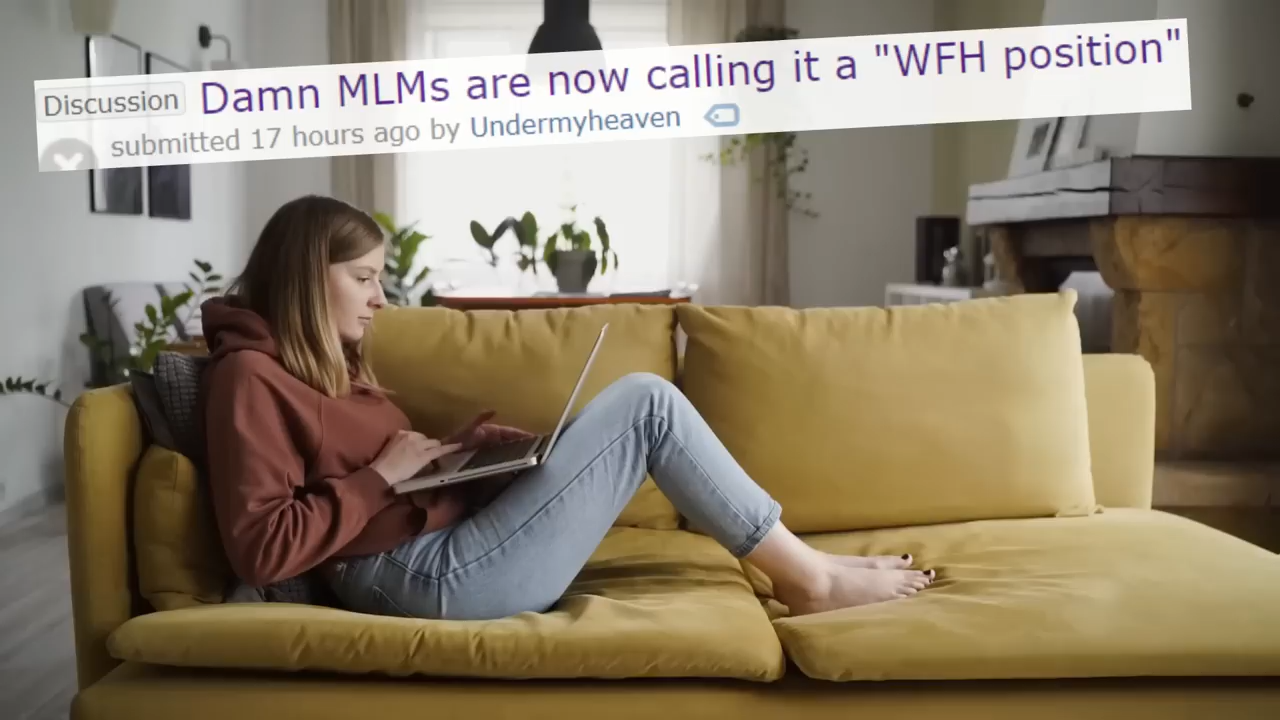 Discussion Damn MLMs are now calling it a "WFH position"
submitted 17 hours ago by Undermyheaven